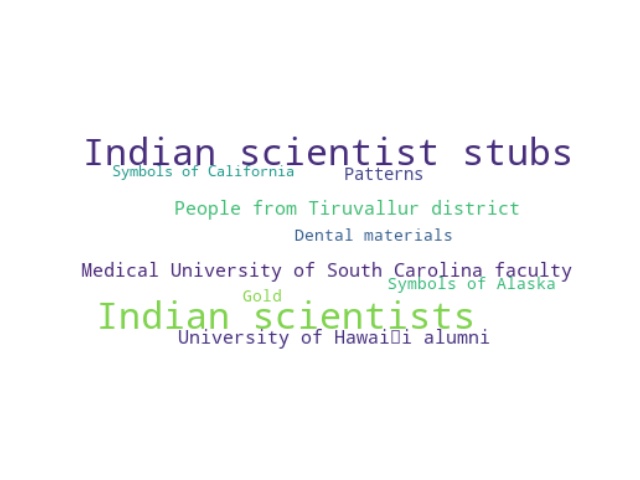 Indian scientist stubs
Symbols of California
Patterns
People from Tiruvallur district
Dental materials
Medical University of South Carolina faculty
Symbols of Alaska
Gold
Indian scientists
University of Hawai▯i alumni